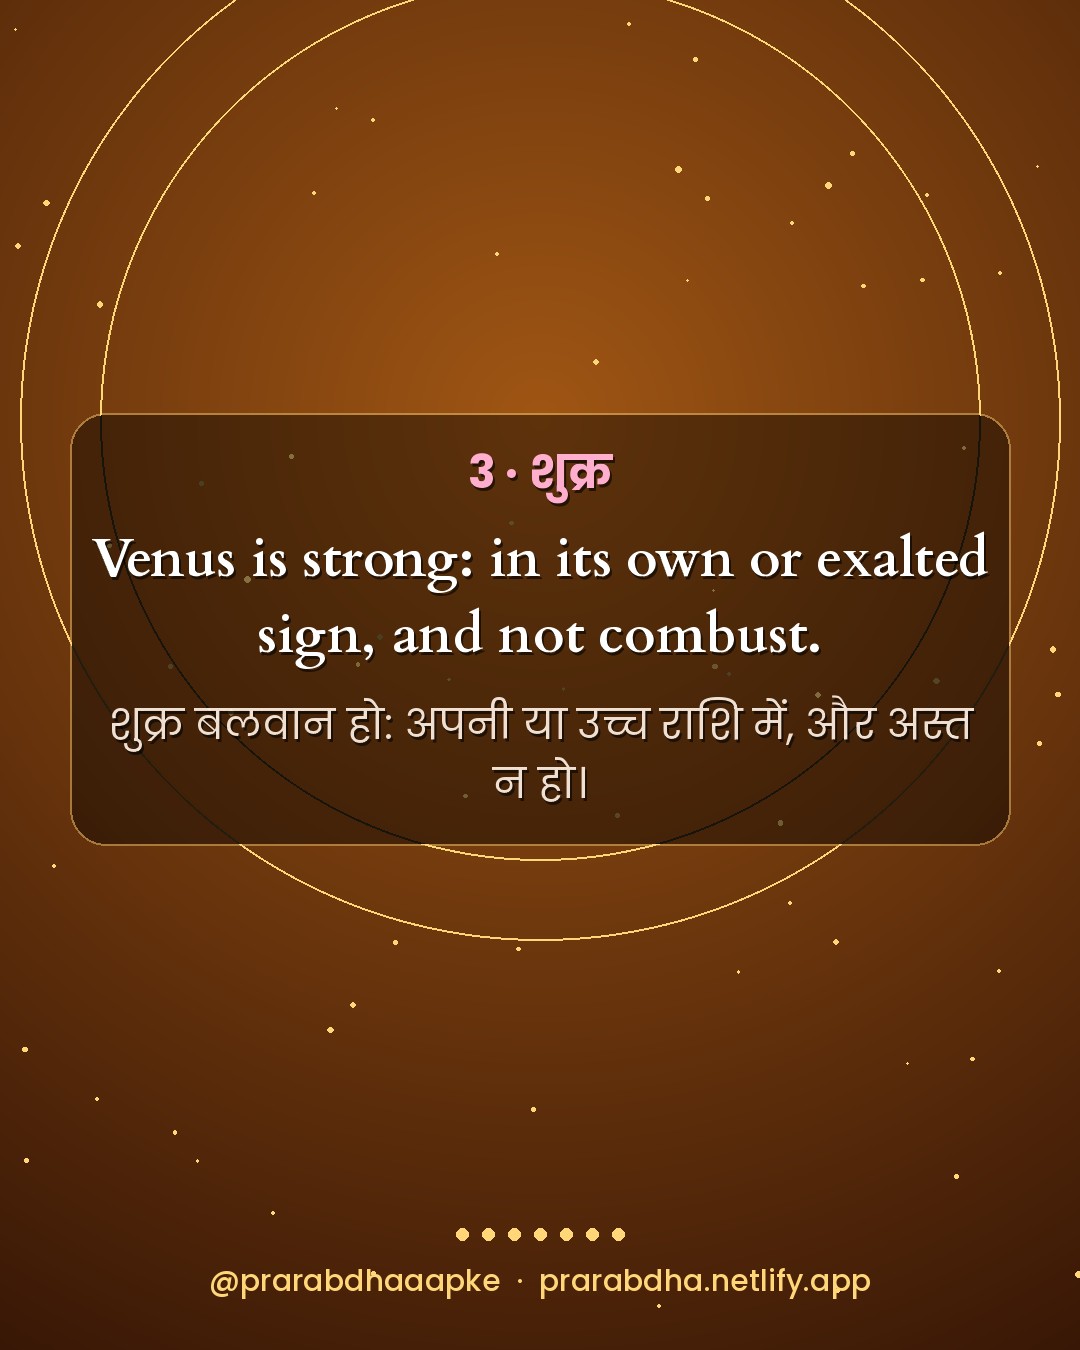 3 · शुक्र
Venus is strong: in its own or exalted
sign, and not combust.
शुक्र बलवान हो: अपनी या उच्च राशि में, और अस्त
न हो।
@prarabdhaaapke · prarabdha.netlify.app